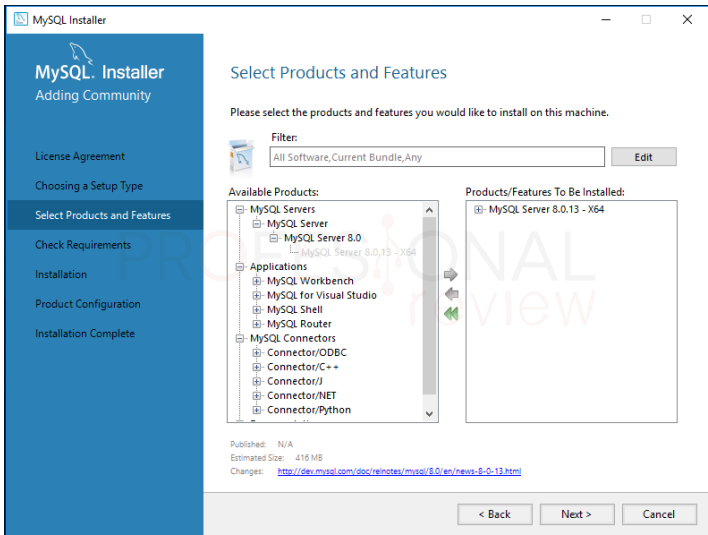 MySQL Installer
MySQL. Installer
Adding Community
License Agreement
Choosing a Setup Type
Select Products and Features
Check Requirements
Installation
Product Configuration
Installation Complete
Select Products and Features
Please select the products and features you would like to install on this machine.
Filter:
All Software,Current Bundle,Any
Edit
Available Products:
MySQL Servers
MySQL Server
MySQL Server 8.0
MySQL Server 8.0.13 - X64
Applications
MySQL Workbench
MySQL for Visual Studio
MySQL Shell
MySQL Router
MySQL Connectors
Connector/ODBC
Connector/C++
Connector/J
Connector/NET
Connector/Python
Products/Features To Be Installed:
MySQL Server 8.0.13 - X64
PROFESIONAL
review
Published: N/A
Estimated Size: 416 MB
Changes: http://dev.mysql.com/doc/relnotes/mysql/8.0/en/news-8-0-13.html
< Back
Next >
Cancel